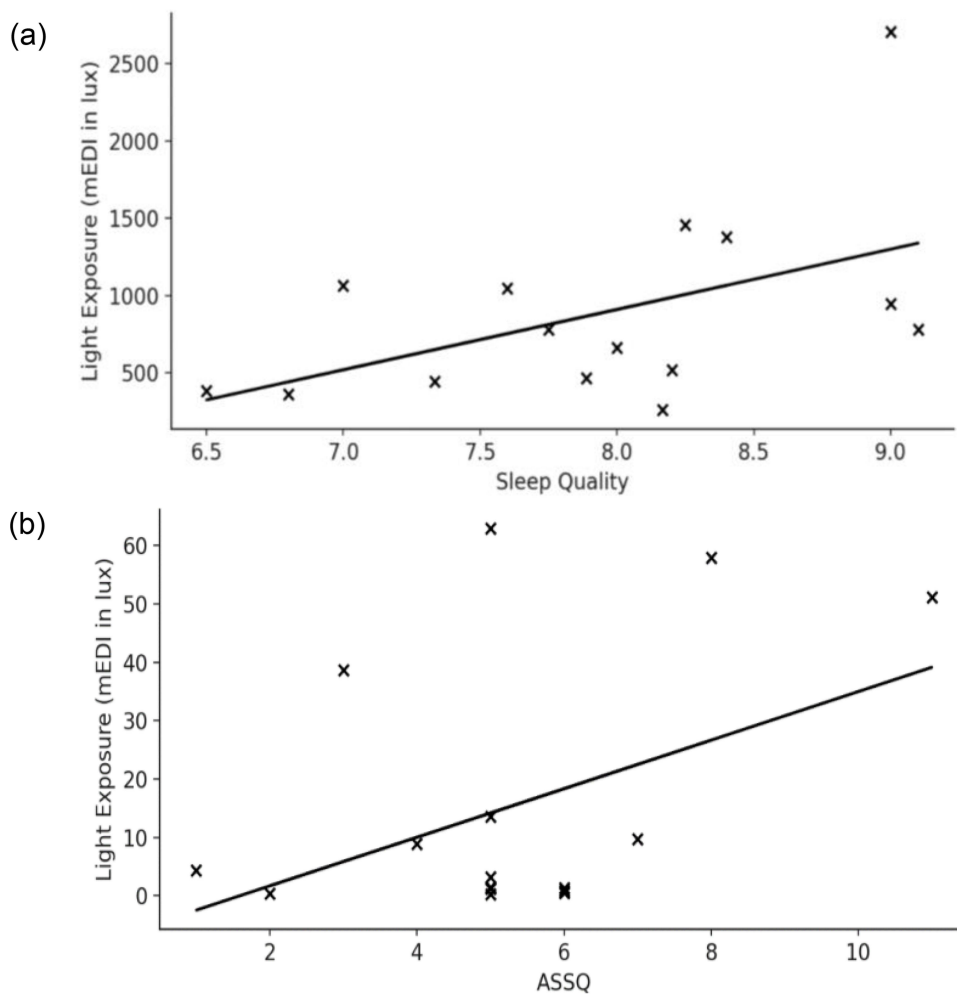 (a)
Light Exposure (mEDI in lux)
2500
2000
1500
1000
500
6.5 7.0 7.5 8.0 8.5 9.0
Sleep Quality
(b)
Light Exposure (mEDI in lux)
60
50
40
30
20
10
0
2 4 6 8 10
ASSQ